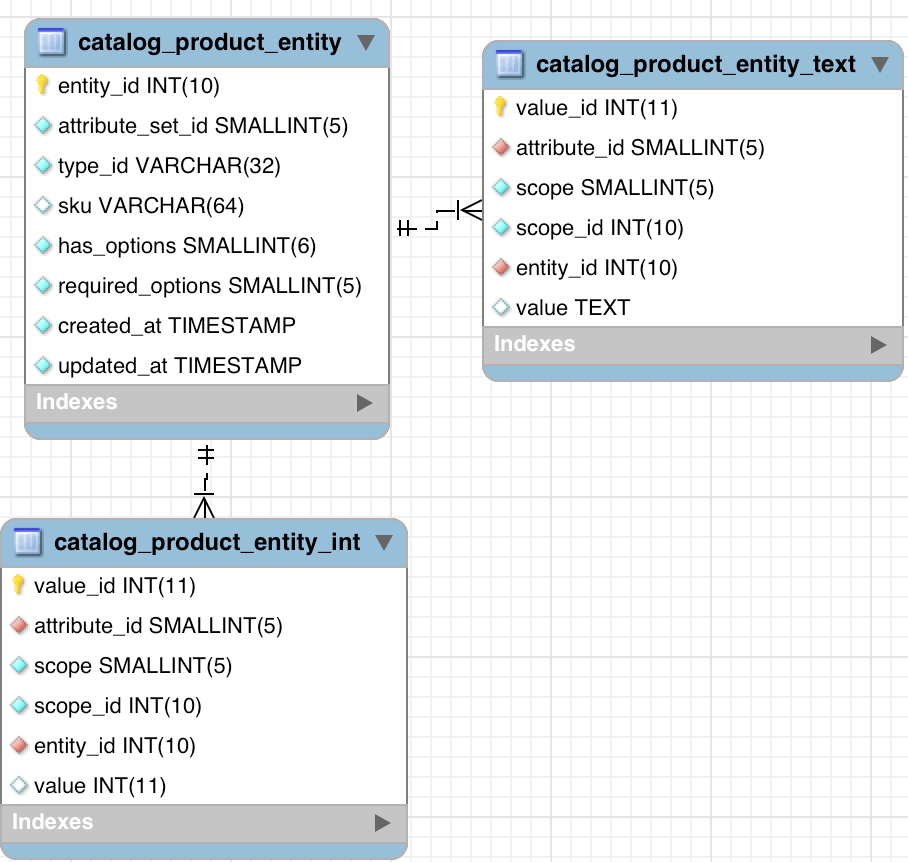 catalog_product_entity
entity_id INT(10)
attribute_set_id SMALLINT(5)
type_id VARCHAR(32)
sku VARCHAR(64)
has_options SMALLINT(6)
required_options SMALLINT(5)
created_at TIMESTAMP
updated_at TIMESTAMP
Indexes
catalog_product_entity_text
value_id INT(11)
attribute_id SMALLINT(5)
scope SMALLINT(5)
scope_id INT(10)
entity_id INT(10)
value TEXT
Indexes
catalog_product_entity_int
value_id INT(11)
attribute_id SMALLINT(5)
scope SMALLINT(5)
scope_id INT(10)
entity_id INT(10)
value INT(11)
Indexes